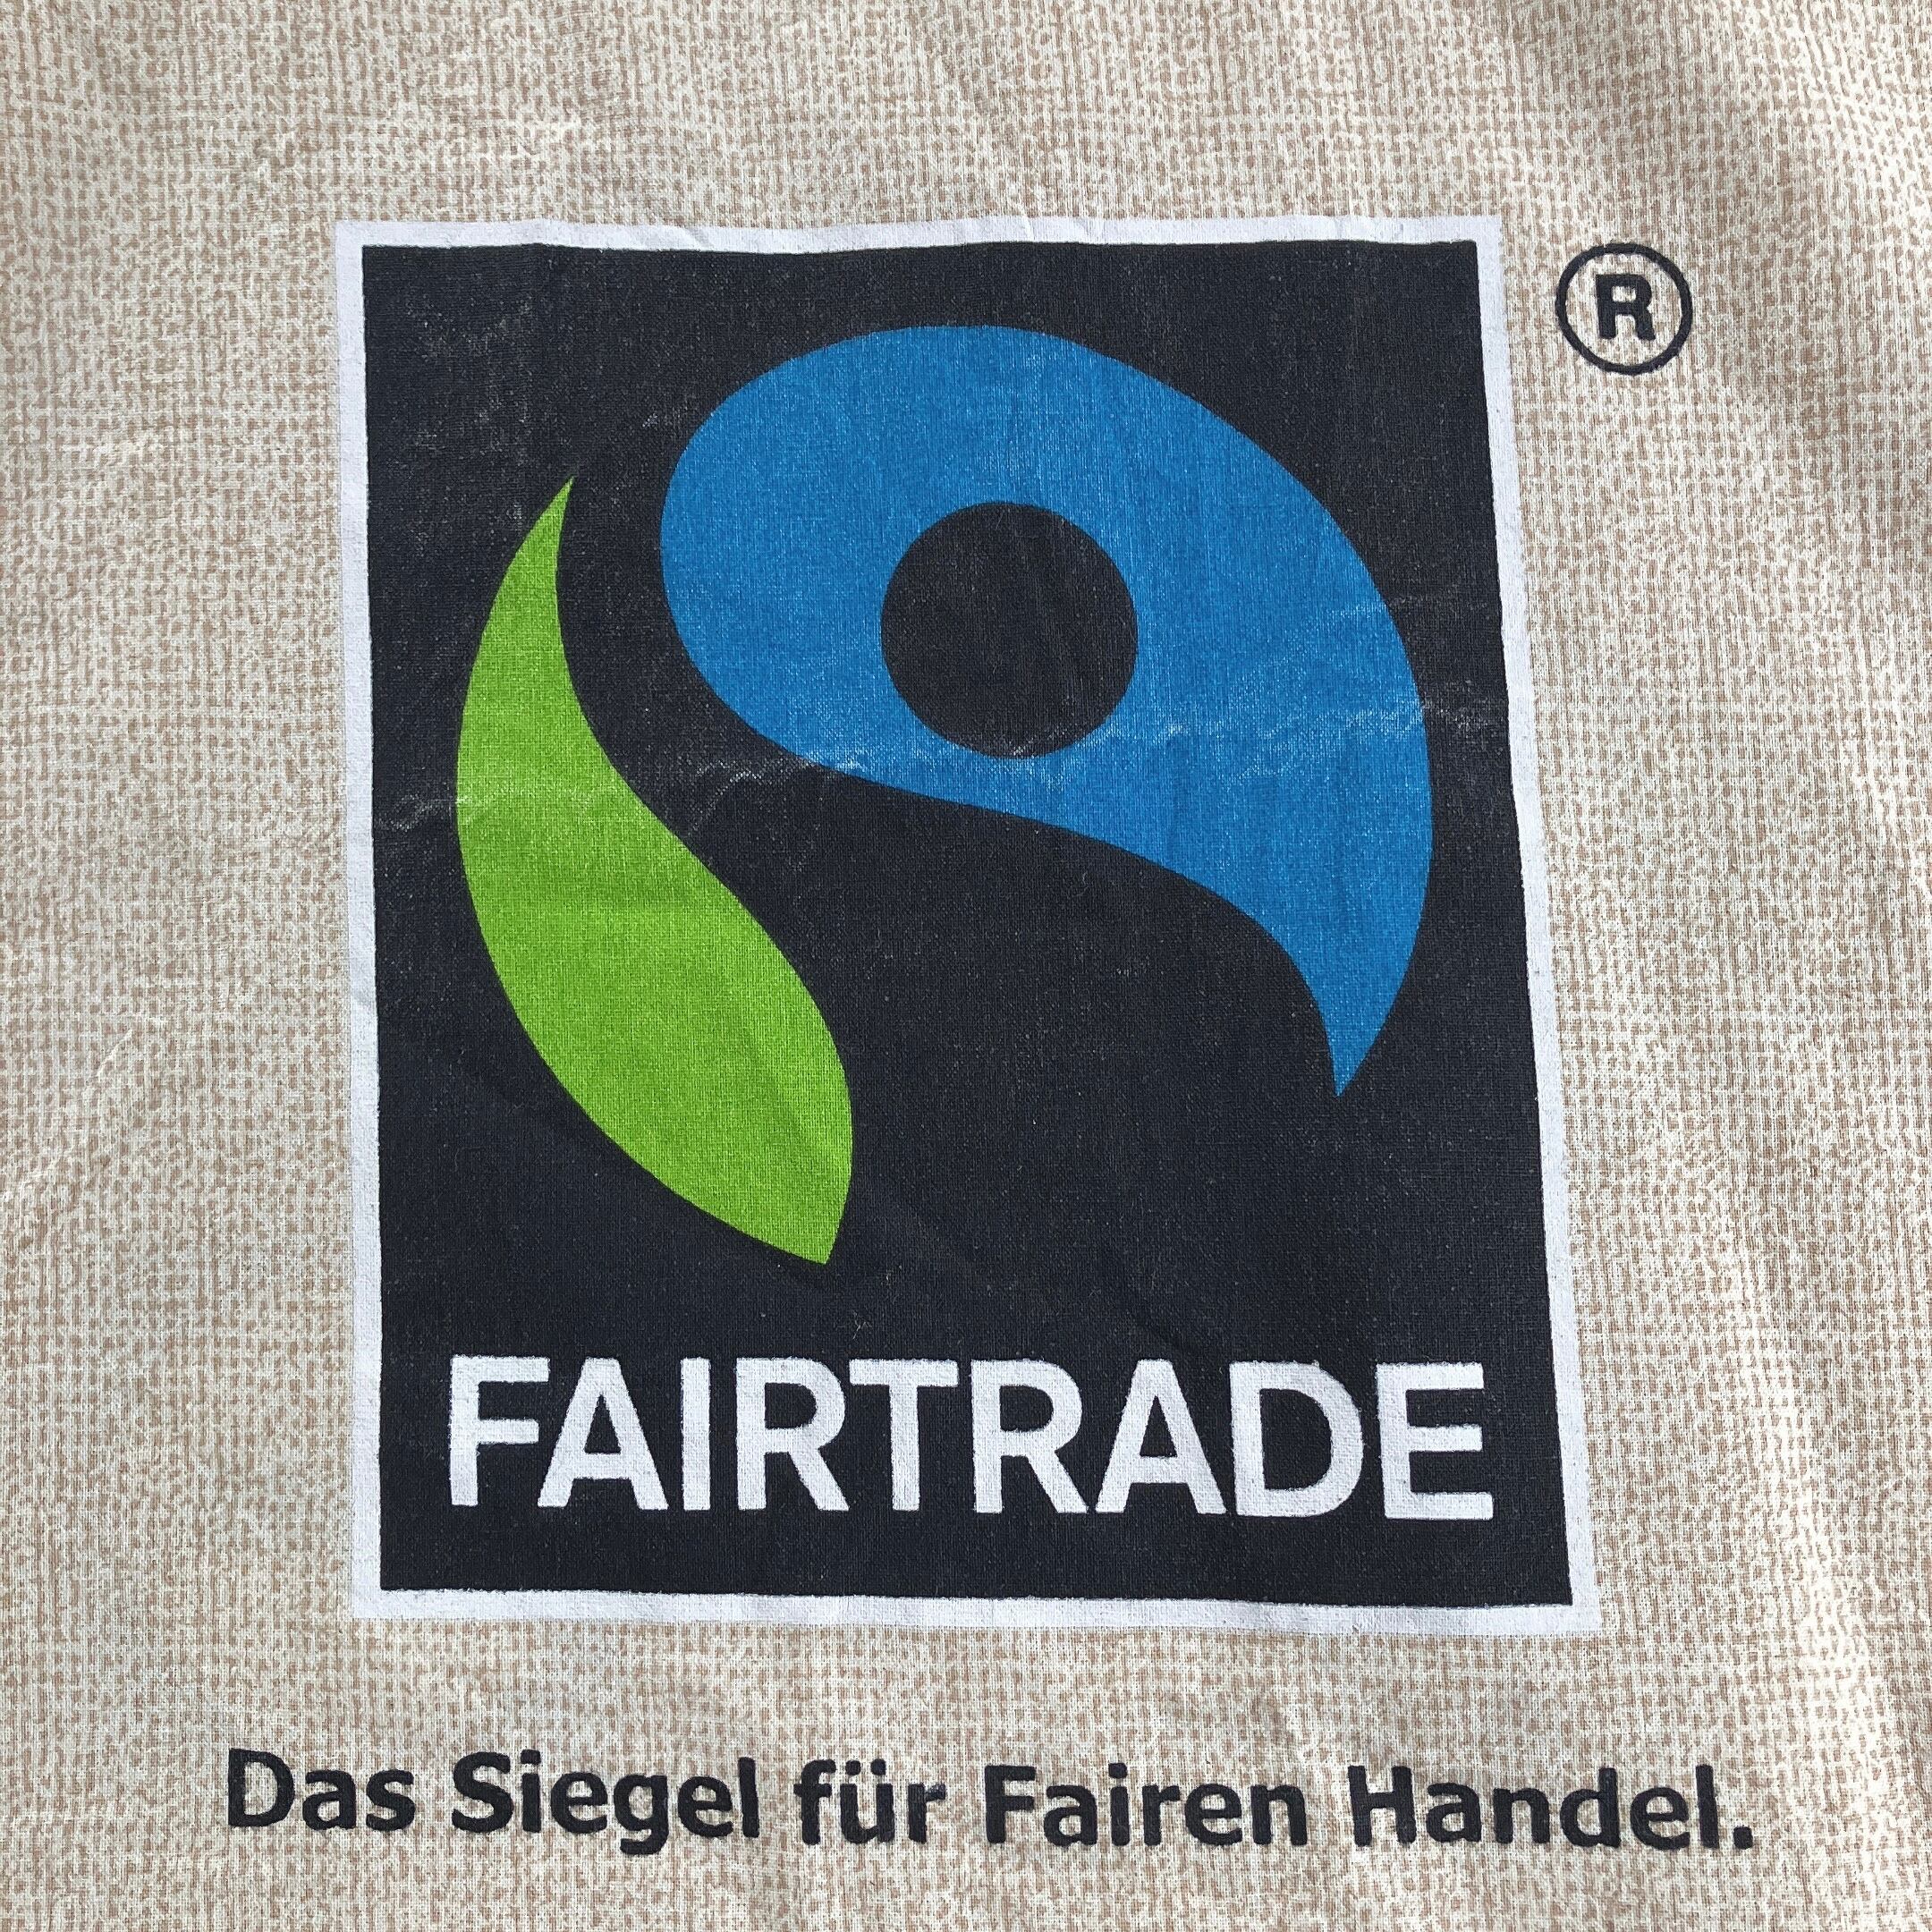 ®
FAIRTRADE
Das Siegel für Fairen Handel.